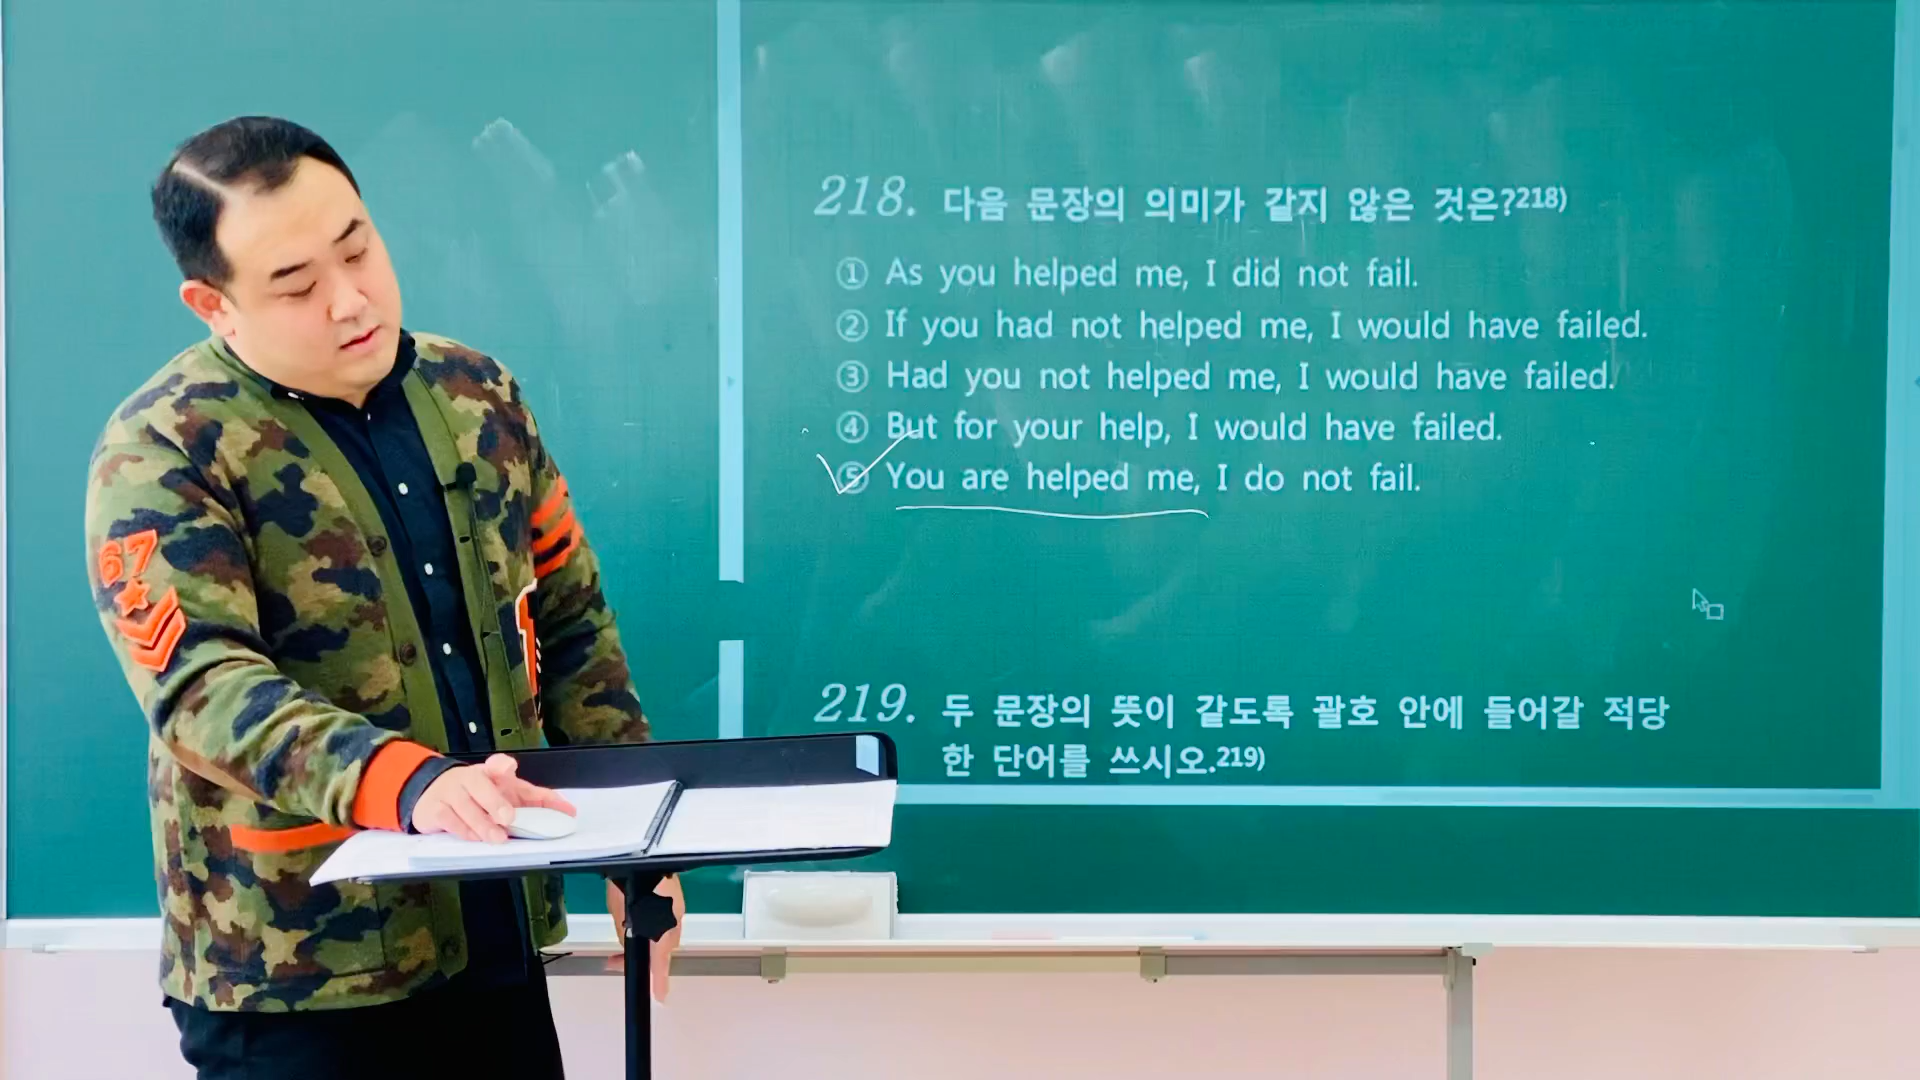 218. 다음 문장의 의미가 같지 않은 것은?218)
① As you helped me, I did not fail.
② If you had not helped me, I would have failed.
③ Had you not helped me, I would have failed.
④ But for your help, I would have failed.
⑤ You are helped me, I do not fail.
219. 두 문장의 뜻이 같도록 괄호 안에 들어갈 적당
한 단어를 쓰시오.219)
67